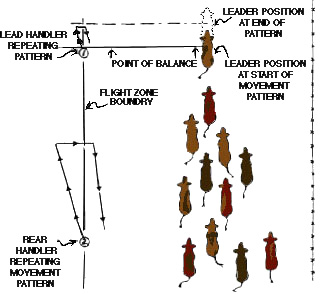 LEADER POSITION
AT END OF
PATTERN
LEAD HANDLER
REPEATING
PATTERN
1
POINT OF BALANCE
LEADER POSITION
AT START OF
MOVEMENT
PATTERN
FLIGHT ZONE
BOUNDRY
REAR
HANDLER
REPEATING
MOVEMENT
PATTERN
2